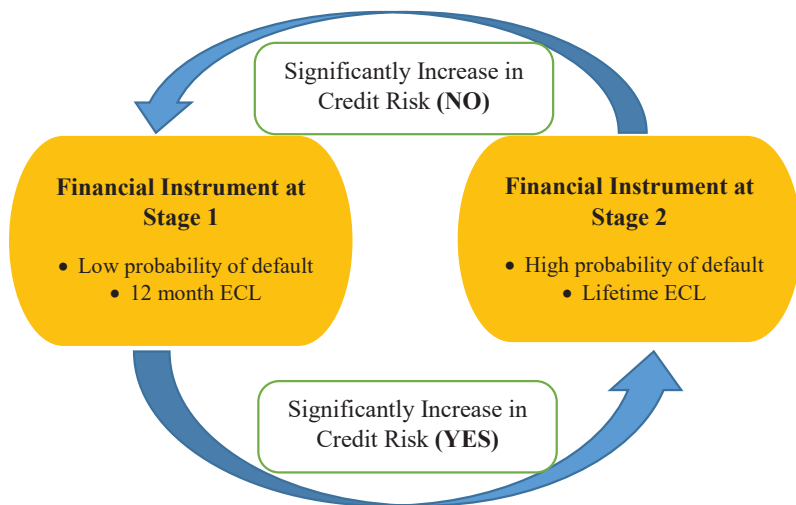 Significantly Increase in
Credit Risk (NO)
Financial Instrument at
Stage 1
• Low probability of default
• 12 month ECL
Financial Instrument at
Stage 2
• High probability of default
• Lifetime ECL
Significantly Increase in
Credit Risk (YES)